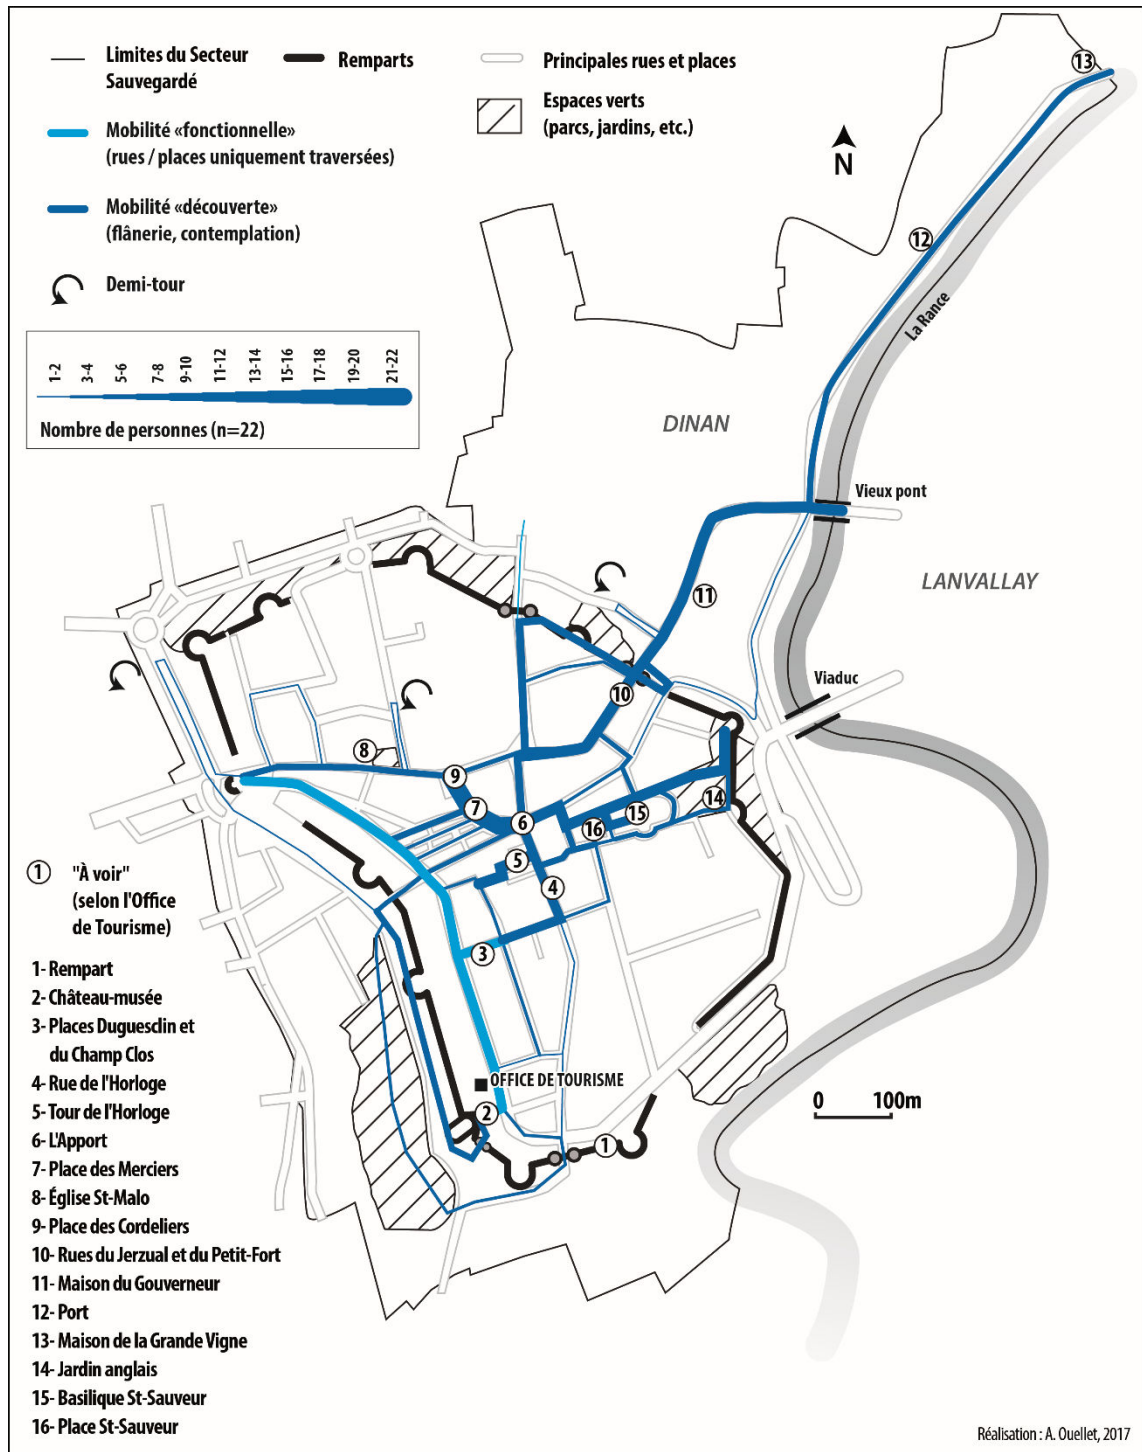 Limites du Secteur
Sauvegardé
Remparts
Principales rues et places
Espaces verts
(parcs, jardins, etc.)
Mobilité «fonctionnelle»
(rues / places uniquement traversées)
Mobilité «découverte»
(flânerie, contemplation)
Demi-tour
1-2
3-4
5-6
7-8
9-10
11-12
13-14
15-16
17-18
19-20
21-22
Nombre de personnes (n=22)
N
13
12
La Rance
DINAN
Vieux pont
LANVALLAY
11
Viaduc
10
8
9
7
6
14
15
16
5
4
3
OFFICE DE TOURISME
2
1
0 100m
1 "À voir"
(selon l'Office
de Tourisme)
1- Rempart
2- Château-musée
3- Places Duguesclin et
du Champ Clos
4- Rue de l'Horloge
5- Tour de l'Horloge
6- L'Apport
7- Place des Merciers
8- Église St-Malo
9- Place des Cordeliers
10- Rues du Jerzual et du Petit-Fort
11- Maison du Gouverneur
12- Port
13- Maison de la Grande Vigne
14- Jardin anglais
15- Basilique St-Sauveur
16- Place St-Sauveur
Réalisation : A. Ouellet, 2017